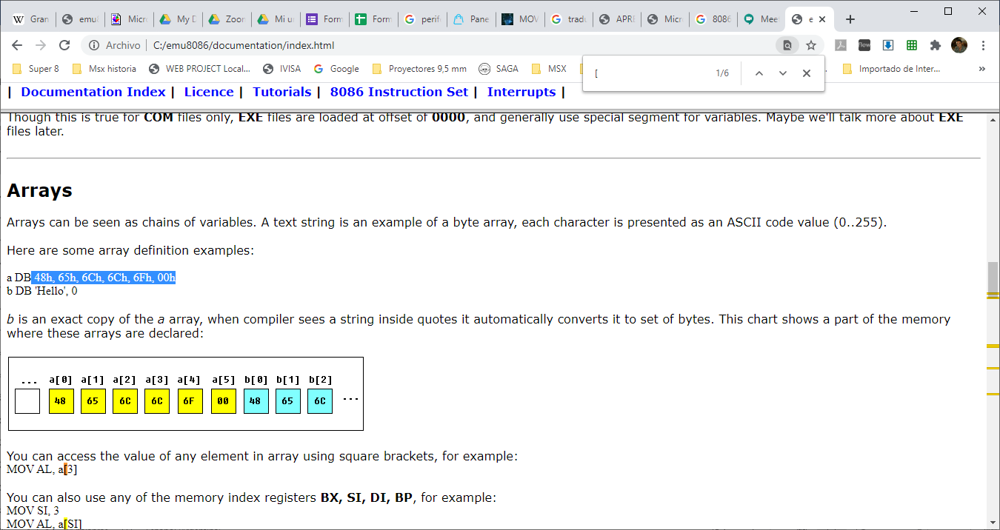 Gran
emu
Micro
My D
Zoon
Mi u
Form
Form
perife
Pane
MOV
tradu
APRE
Micr
8086
Meet
e
Archivo | C:/emu8086/documentation/index.html
Super 8
Msx historia
WEB PROJECT Local...
IVISA
Google
Proyectores 9,5 mm
SAGA
MSX
Importado de Inter...
»
[ 1/6
| Documentation Index | Licence | Tutorials | 8086 Instruction Set | Interrupts |
Though this is true for COM files only, EXE files are loaded at offset of 0000, and generally use special segment for variables. Maybe we'll talk more about EXE
files later.
Arrays
Arrays can be seen as chains of variables. A text string is an example of a byte array, each character is presented as an ASCII code value (0..255).
Here are some array definition examples:
a DB 48h, 65h, 6Ch, 6Ch, 6Fh, 00h
b DB 'Hello', 0
b is an exact copy of the a array, when compiler sees a string inside quotes it automatically converts it to set of bytes. This chart shows a part of the memory
where these arrays are declared:
... a[0] a[1] a[2] a[3] a[4] a[5] b[0] b[1] b[2]
48 65 6C 6C 6F 00 48 65 6C ...
You can access the value of any element in array using square brackets, for example:
MOV AL, a[3]
You can also use any of the memory index registers BX, SI, DI, BP, for example:
MOV SI, 3
MOV AL, a[SI]